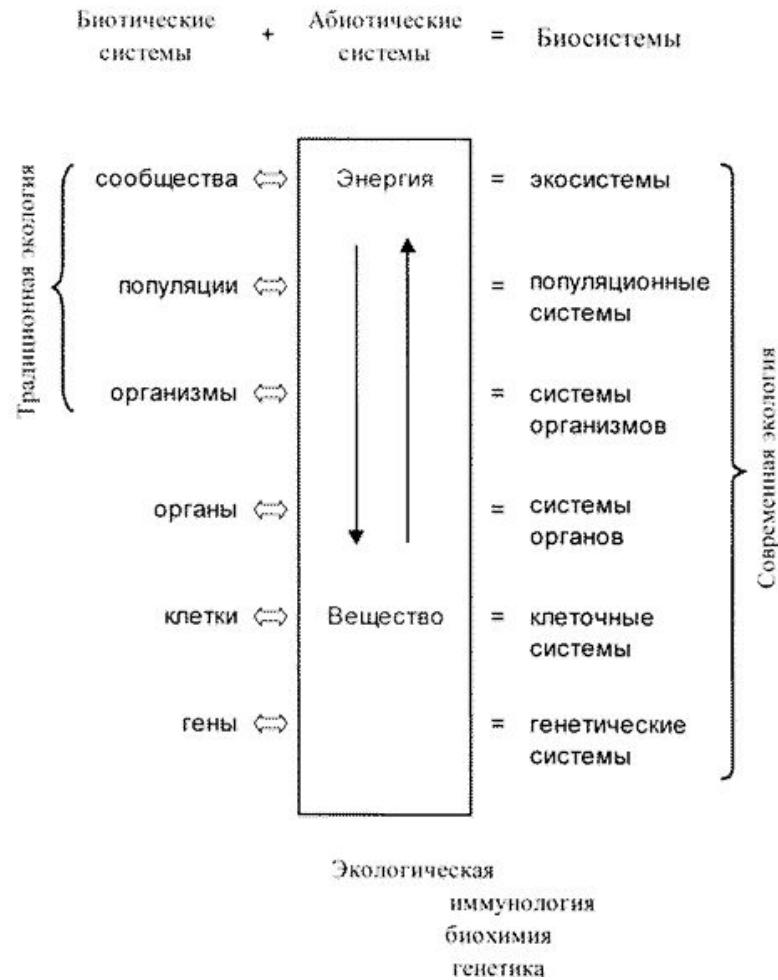 Биотические + Абиотические = Биосистемы
системы системы
Традиционная экология
сообщества ⇔ Энергия = экосистемы
популяции ⇔ = популяционные
системы
организмы ⇔ = системы
организмов
органы ⇔ = системы
органов
клетки ⇔ Вещество = клеточные
системы
гены ⇔ = генетические
системы
Современная экология
Экологическая
иммунология
биохимия
генетика